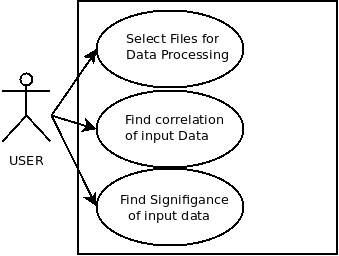 Select Files for
Data Processing
Find correlation
of input Data
USER
Find Signifigance
of input data